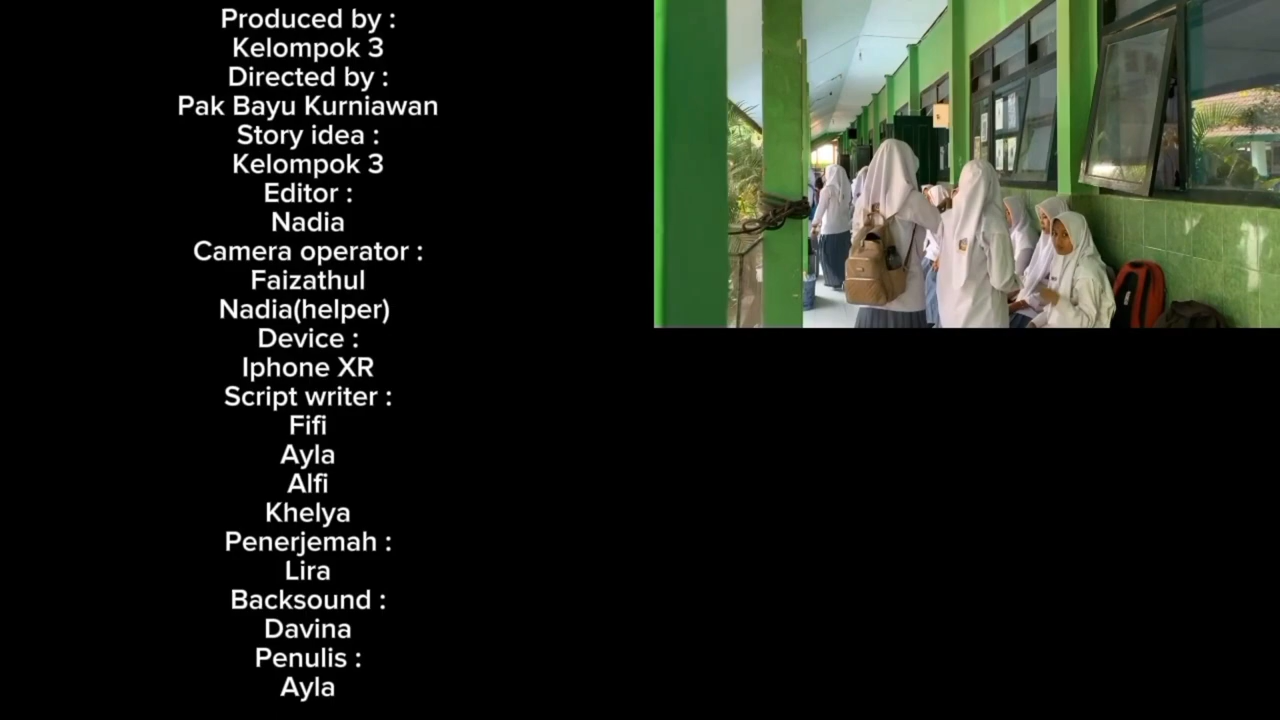 Produced by :
Kelompok 3
Directed by :
Pak Bayu Kurniawan
Story idea :
Kelompok 3
Editor :
Nadia
Camera operator :
Faizathul
Nadia(helper)
Device :
Iphone XR
Script writer :
Fifi
Ayla
Alfi
Khelya
Penerjemah :
Lira
Backsound :
Davina
Penulis :
Ayla